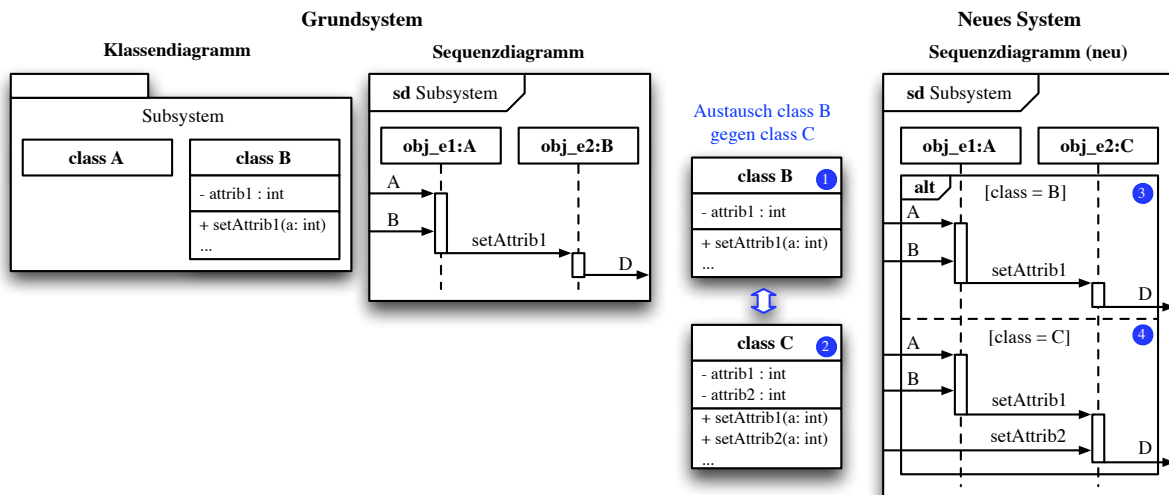 Grundsystem
Klassendiagramm
Subsystem
class A
class B
- attrib1 : int
+ setAttrib1(a: int)
...
Sequenzdiagramm
sd Subsystem
obj_e1:A
obj_e2:B
A
B
setAttrib1
D
Austausch class B
gegen class C
class B
1
- attrib1 : int
+ setAttrib1(a: int)
...
class C
2
- attrib1 : int
- attrib2 : int
+ setAttrib1(a: int)
+ setAttrib2(a: int)
...
Neues System
Sequenzdiagramm (neu)
sd Subsystem
obj_e1:A
obj_e2:C
alt
[class = B]
3
A
B
setAttrib1
D
[class = C]
4
A
B
setAttrib1
setAttrib2
D